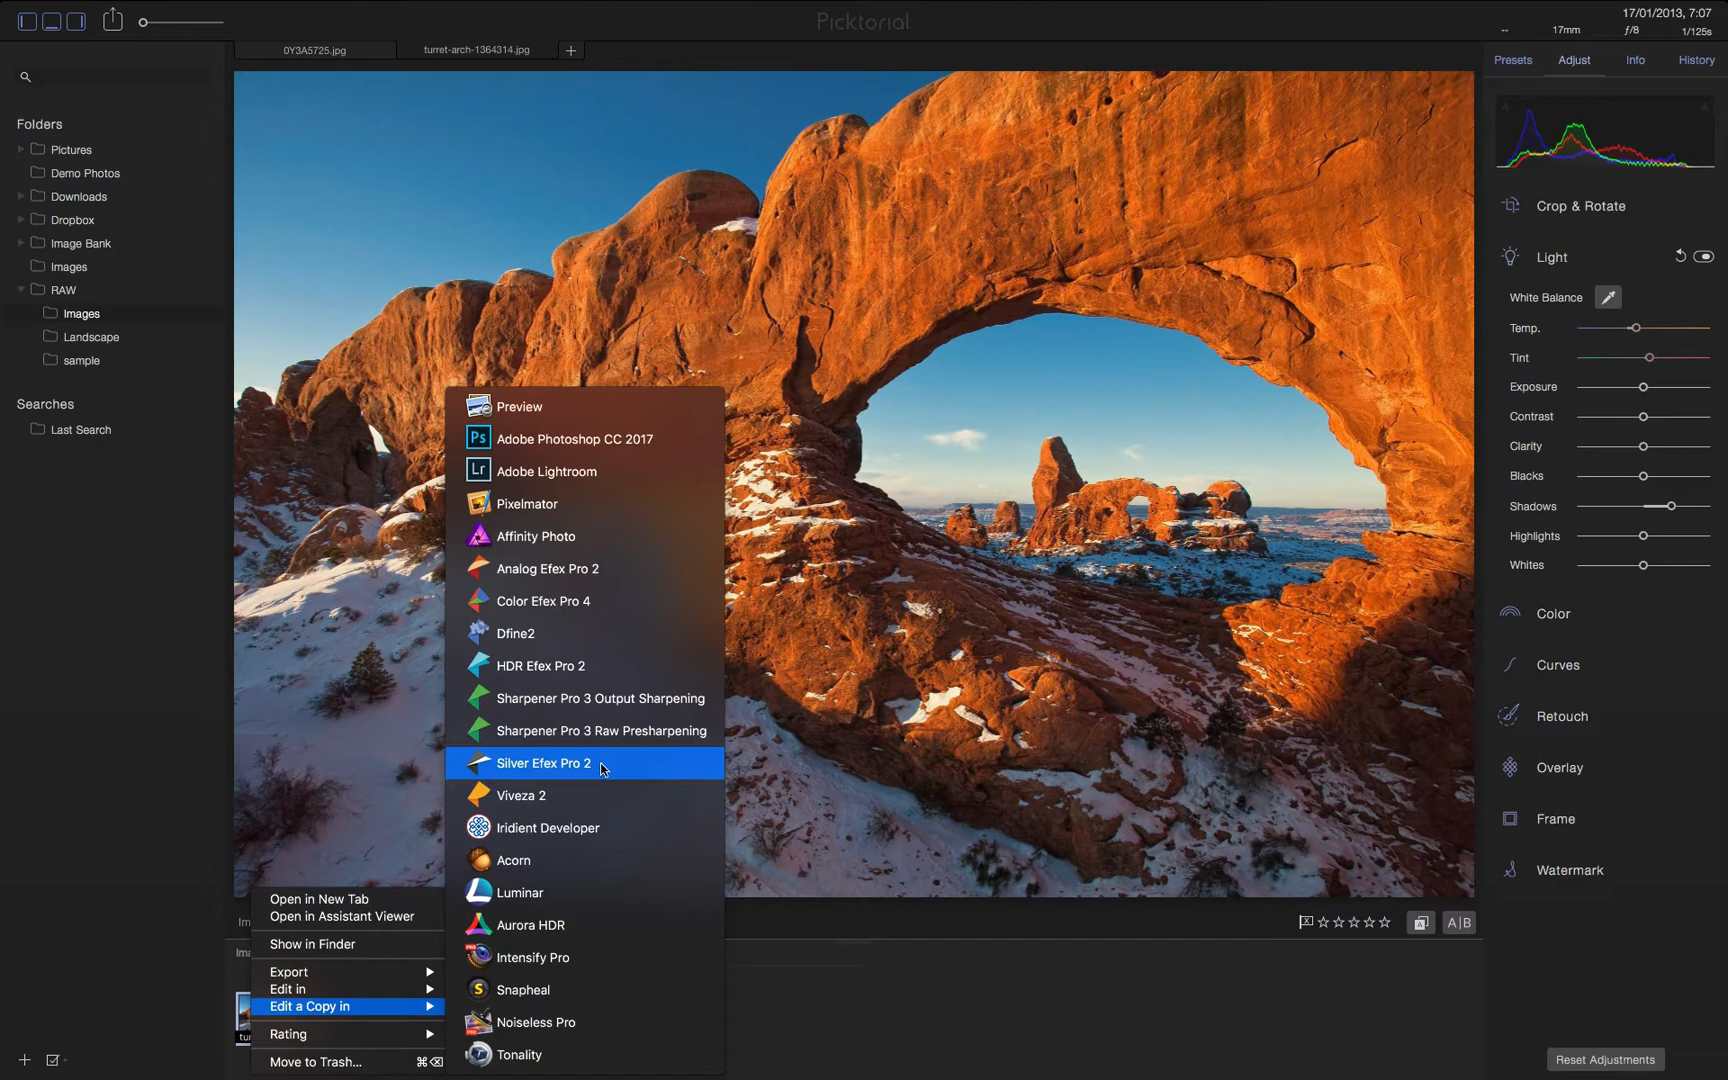 Picktorial
17/01/2013, 7:07
-- 17mm ƒ/8 1/125s
0Y3A5725.jpg
turret-arch-1364314.jpg
+
Presets Adjust Info History
Folders
Pictures
Demo Photos
Downloads
Dropbox
Image Bank
Images
RAW
Images
Landscape
sample
Searches
Last Search
Crop & Rotate
Light
White Balance
Temp.
Tint
Exposure
Contrast
Clarity
Blacks
Shadows
Highlights
Whites
Color
Curves
Retouch
Overlay
Frame
Watermark
Reset Adjustments
Preview
Ps Adobe Photoshop CC 2017
Lr Adobe Lightroom
Pixelmator
Affinity Photo
Analog Efex Pro 2
Color Efex Pro 4
Dfine2
HDR Efex Pro 2
Sharpener Pro 3 Output Sharpening
Sharpener Pro 3 Raw Presharpening
Silver Efex Pro 2
Viveza 2
Iridient Developer
Acorn
Luminar
Aurora HDR
PRO Intensify Pro
S Snapheal
PRO Noiseless Pro
Tonality
Open in New Tab
Open in Assistant Viewer
Show in Finder
Export
Edit in
Edit a Copy in
Rating
Move to Trash... ⌘⌫
A|B